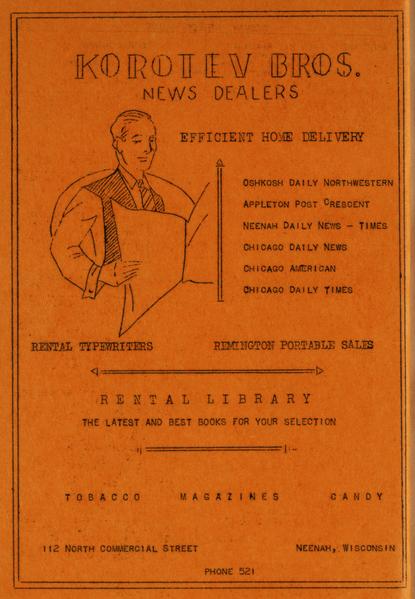 KOROTEV BROS.
NEWS DEALERS
EFFICIENT HOME DELIVERY
OSHKOSH DAILY NORTHWESTERN
APPLETON POST CRESCENT
NEENAH DAILY NEWS - TIMES
CHICAGO DAILY NEWS
CHICAGO AMERICAN
CHICAGO DAILY TIMES
RENTAL TYPEWRITERS REMINGTON PORTABLE SALES
RENTAL LIBRARY
THE LATEST AND BEST BOOKS FOR YOUR SELECTION
TOBACCO MAGAZINES CANDY
112 NORTH COMMERCIAL STREET NEENAH, WISCONSIN
PHONE 521